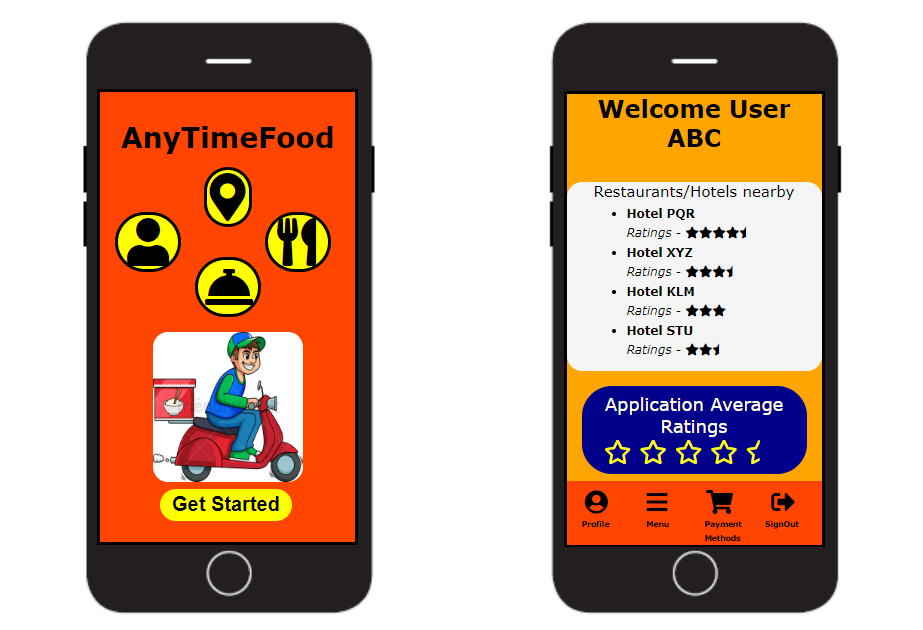 AnyTimeFood
Get Started
Welcome User
ABC
Restaurants/Hotels nearby
Hotel PQR
Ratings -
Hotel XYZ
Ratings -
Hotel KLM
Ratings -
Hotel STU
Ratings -
Application Average
Ratings
Profile
Menu
Payment
Methods
SignOut